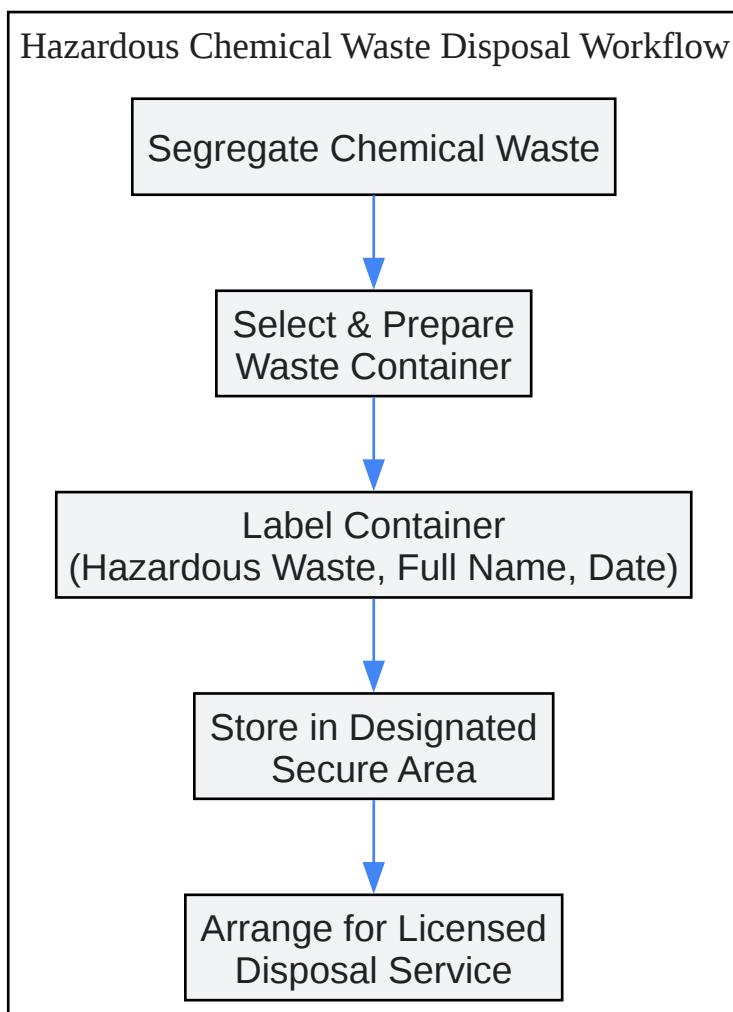 Hazardous Chemical Waste Disposal Workflow
Segregate Chemical Waste
Select & Prepare
Waste Container
Label Container
(Hazardous Waste, Full Name, Date)
Store in Designated
Secure Area
Arrange for Licensed
Disposal Service